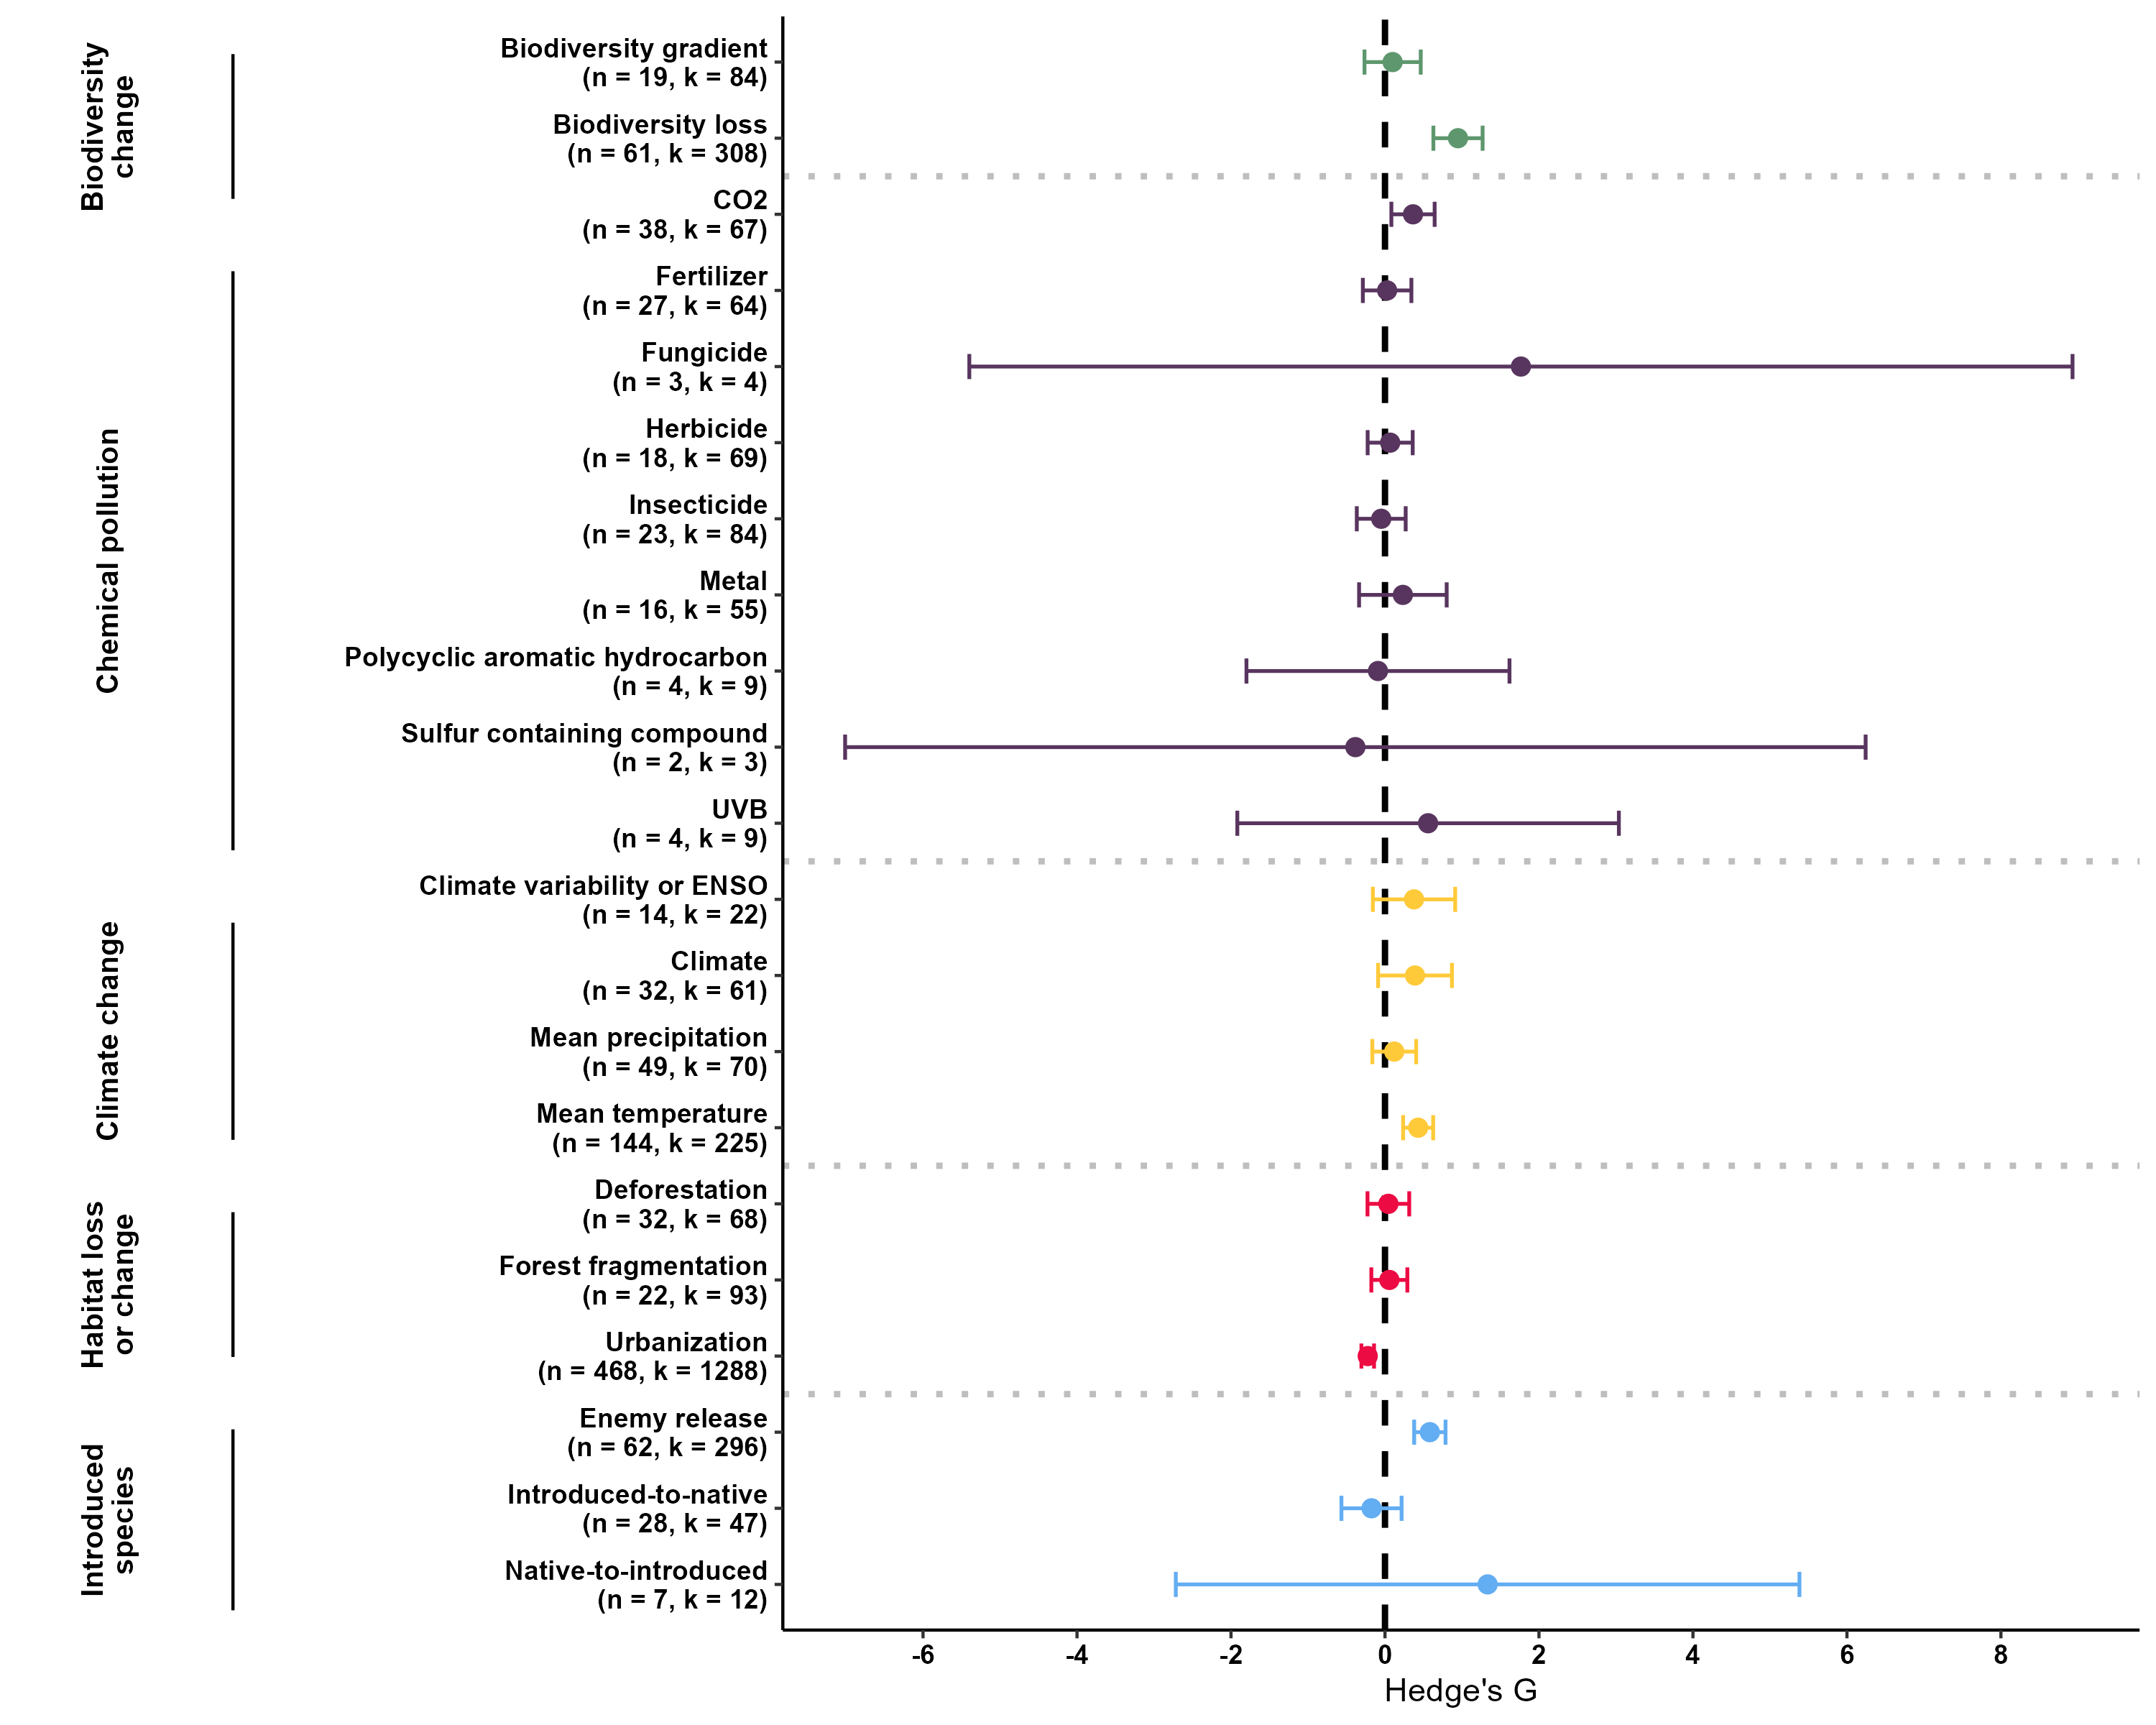 Biodiversity
change
Biodiversity gradient
(n = 19, k = 84)
Biodiversity loss
(n = 61, k = 308)
Chemical pollution
CO2
(n = 38, k = 67)
Fertilizer
(n = 27, k = 64)
Fungicide
(n = 3, k = 4)
Herbicide
(n = 18, k = 69)
Insecticide
(n = 23, k = 84)
Metal
(n = 16, k = 55)
Polycyclic aromatic hydrocarbon
(n = 4, k = 9)
Sulfur containing compound
(n = 2, k = 3)
UVB
(n = 4, k = 9)
Climate change
Climate variability or ENSO
(n = 14, k = 22)
Climate
(n = 32, k = 61)
Mean precipitation
(n = 49, k = 70)
Mean temperature
(n = 144, k = 225)
Habitat loss
or change
Deforestation
(n = 32, k = 68)
Forest fragmentation
(n = 22, k = 93)
Urbanization
(n = 468, k = 1288)
Introduced
species
Enemy release
(n = 62, k = 296)
Introduced-to-native
(n = 28, k = 47)
Native-to-introduced
(n = 7, k = 12)
-6 -4 -2 0 2 4 6 8
Hedge's G